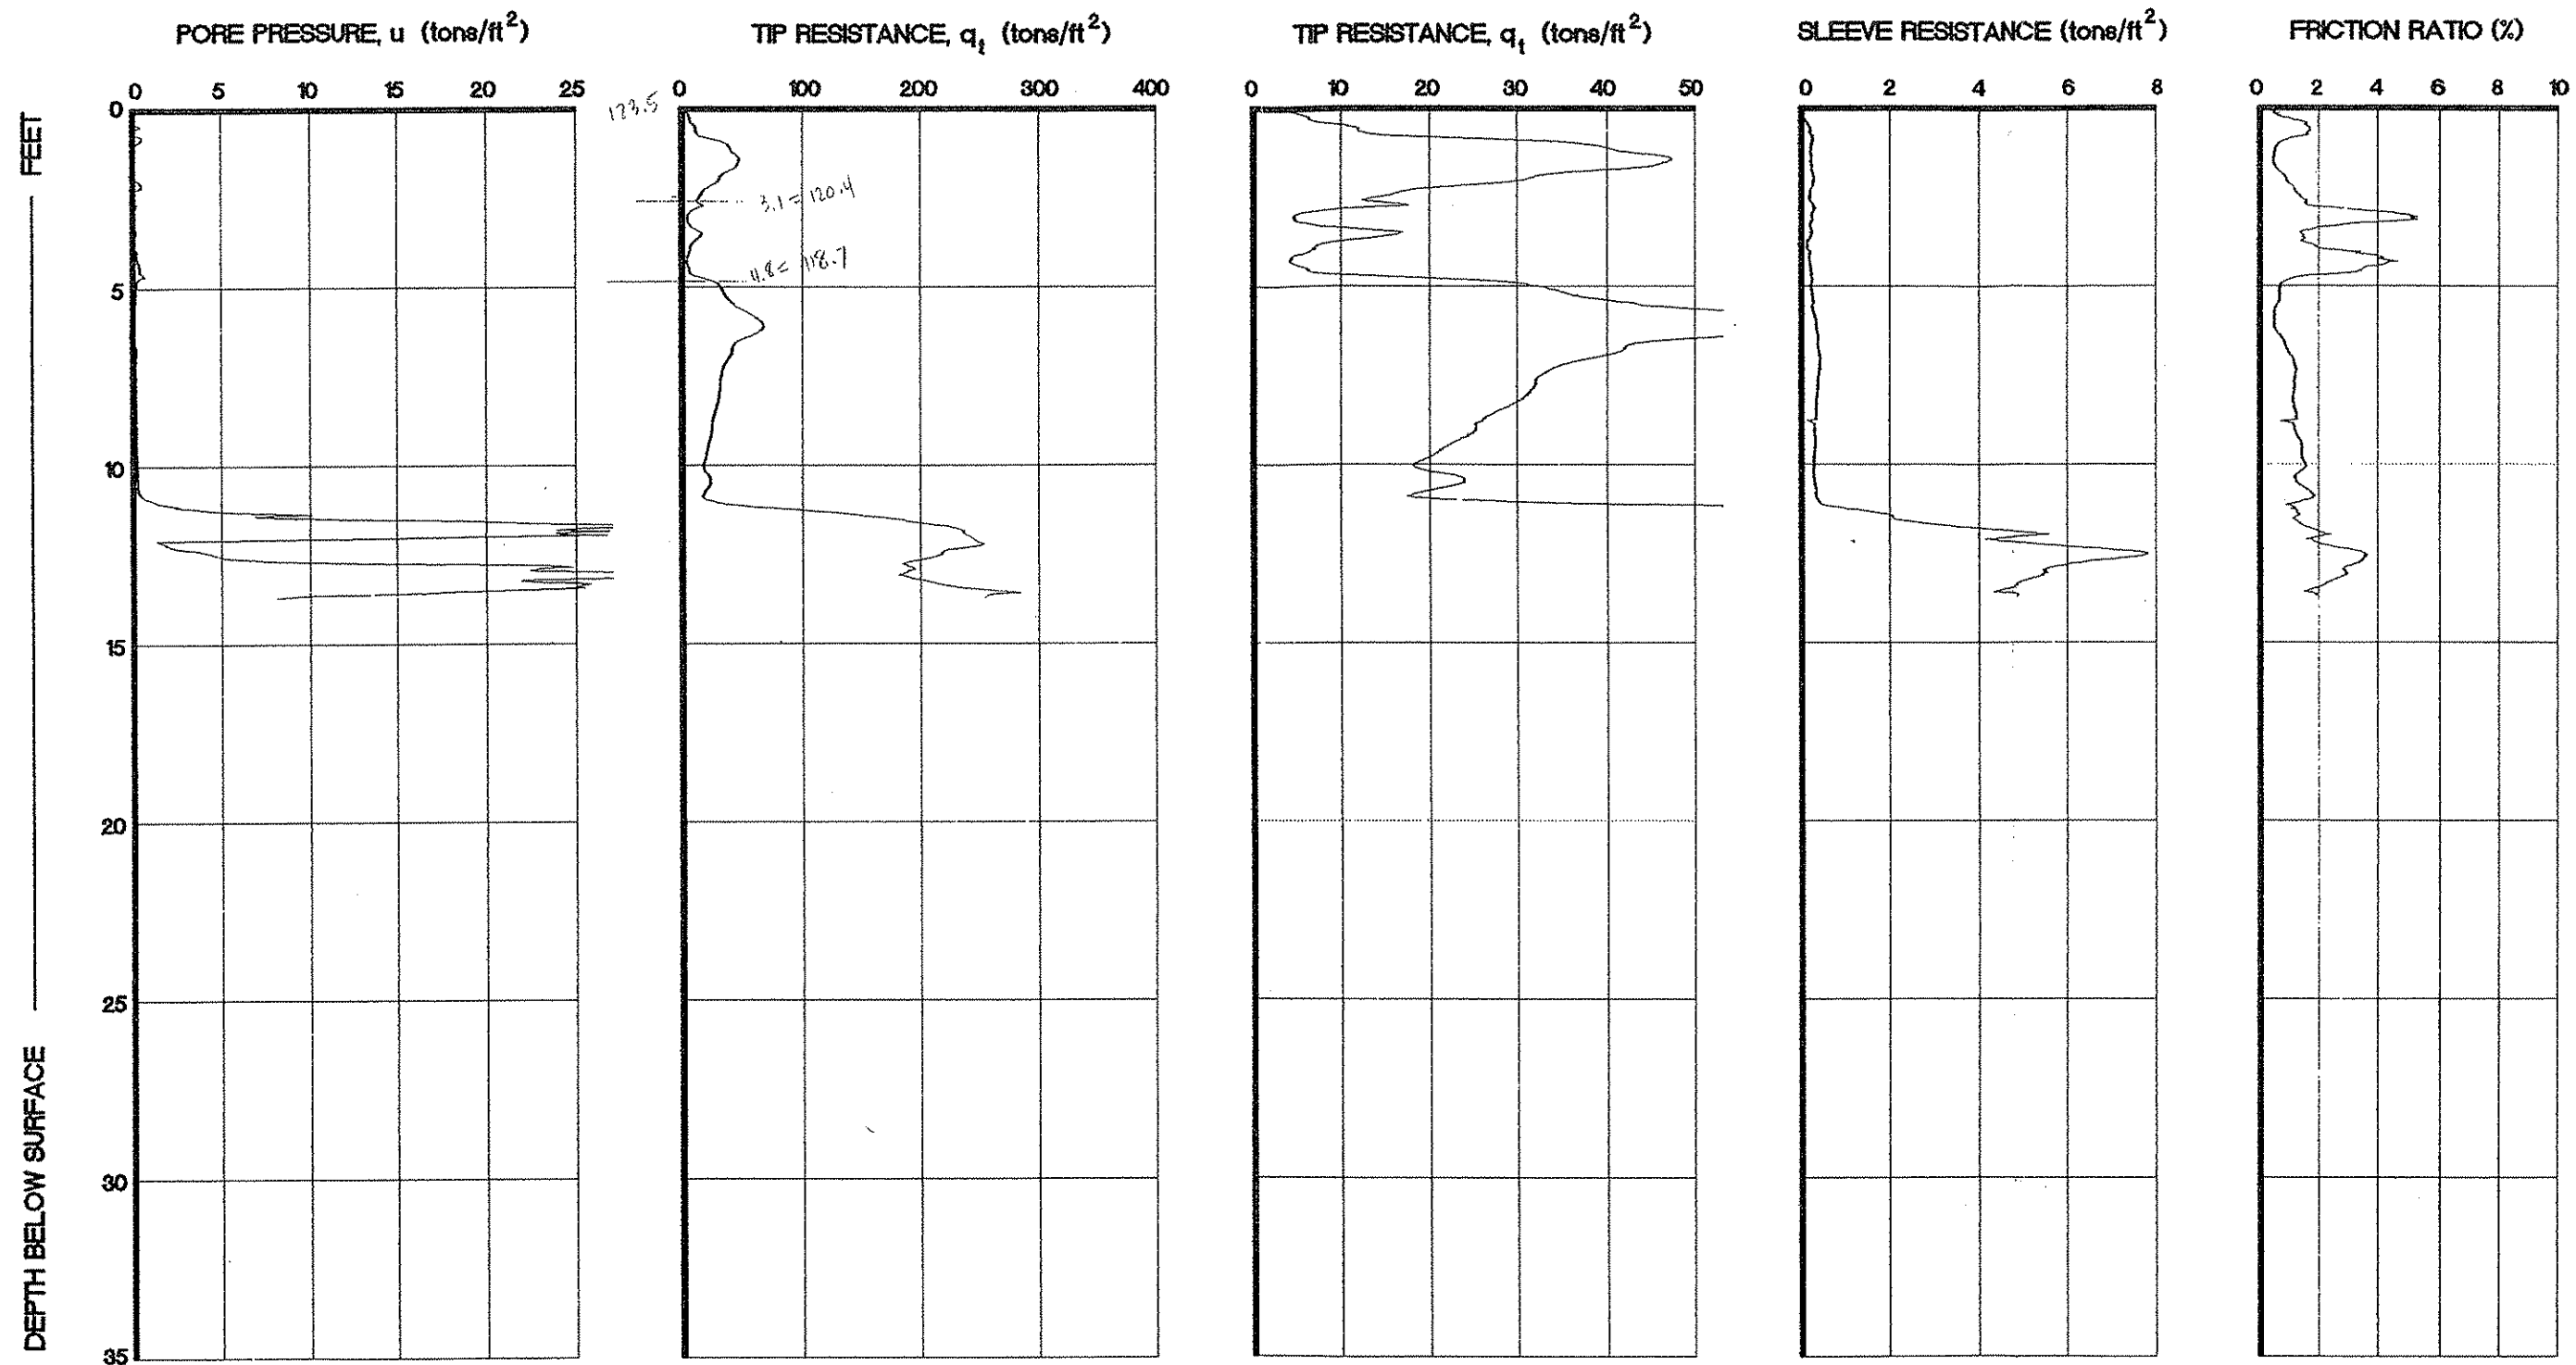 PORE PRESSURE, u (tons/ft²)
TIP RESISTANCE, qt (tons/ft²)
TIP RESISTANCE, qt (tons/ft²)
SLEEVE RESISTANCE (tons/ft²)
FRICTION RATIO (%)
0 5 10 15 20 25
0 100 200 300 400
0 10 20 30 40 50
0 2 4 6 8
0 2 4 6 8 10
123.5
3.1 = 120.4
4.8 = 118.7
0
5
10
15
20
25
30
35
DEPTH BELOW SURFACE —— FEET